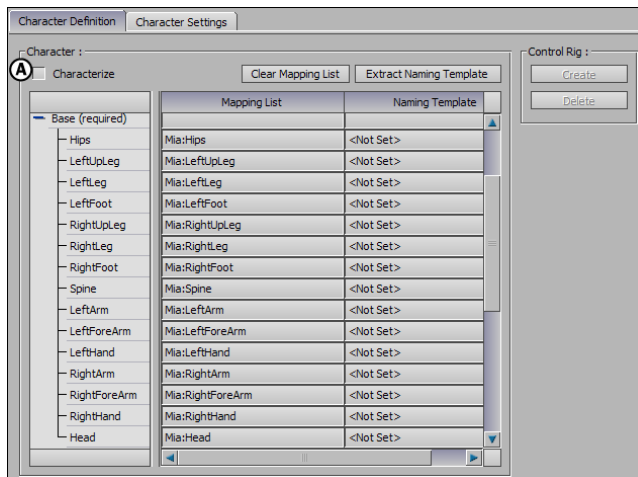 Character Definition Character Settings
Character : Control Rig :
A Characterize Clear Mapping List Extract Naming Template Create
Delete
Mapping List Naming Template
Base (required)
Hips Mia:Hips <Not Set>
LeftUpLeg Mia:LeftUpLeg <Not Set>
LeftLeg Mia:LeftLeg <Not Set>
LeftFoot Mia:LeftFoot <Not Set>
RightUpLeg Mia:RightUpLeg <Not Set>
RightLeg Mia:RightLeg <Not Set>
RightFoot Mia:RightFoot <Not Set>
Spine Mia:Spine <Not Set>
LeftArm Mia:LeftArm <Not Set>
LeftForeArm Mia:LeftForeArm <Not Set>
LeftHand Mia:LeftHand <Not Set>
RightArm Mia:RightArm <Not Set>
RightForeArm Mia:RightForeArm <Not Set>
RightHand Mia:RightHand <Not Set>
Head Mia:Head <Not Set>